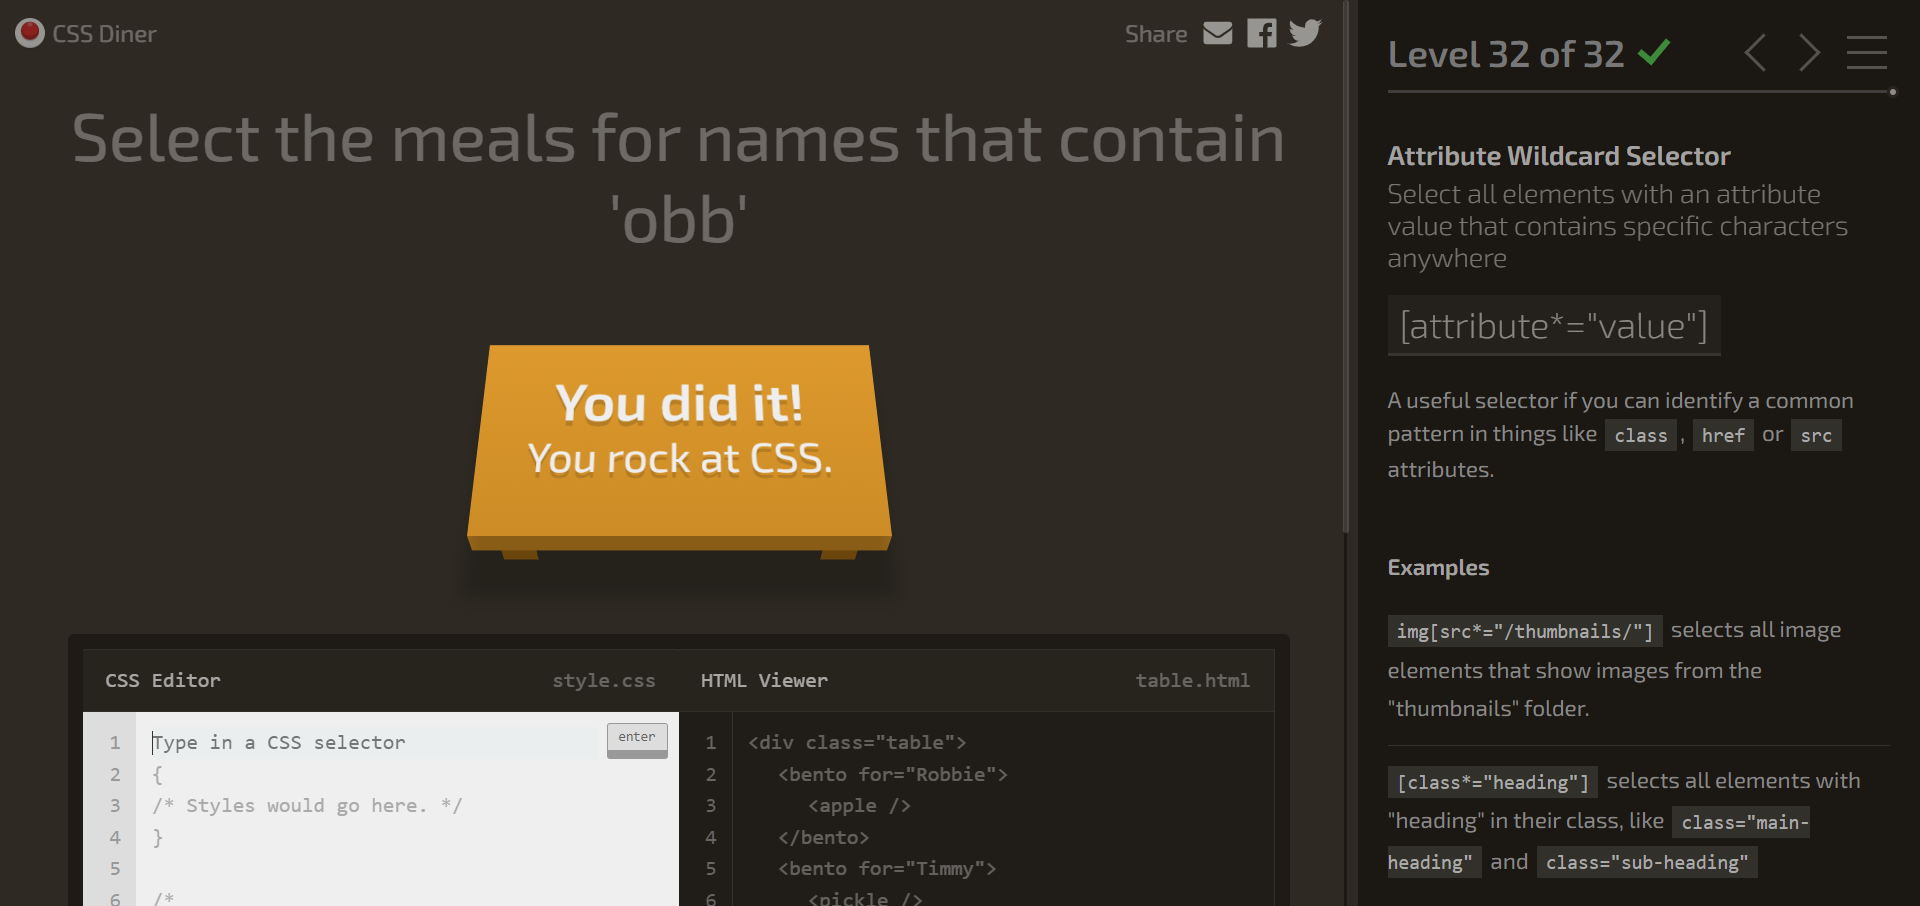 CSS Diner
Share
Select the meals for names that contain
'obb'
You did it!
You rock at CSS.
CSS Editor
style.css
HTML Viewer
table.html
1
Type in a CSS selector
enter
2
{
3
/* Styles would go here. */
4
}
5
6
/*
1
<div class="table">
2
<bento for="Robbie">
3
<apple />
4
</bento>
5
<bento for="Timmy">
6
<pickle />
Level 32 of 32
Attribute Wildcard Selector
Select all elements with an attribute
value that contains specific characters
anywhere
[attribute*="value"]
A useful selector if you can identify a common
pattern in things like class , href or src
attributes.
Examples
img[src*="/thumbnails/"] selects all image
elements that show images from the
"thumbnails" folder.
[class*="heading"] selects all elements with
"heading" in their class, like class="main-
heading" and class="sub-heading"